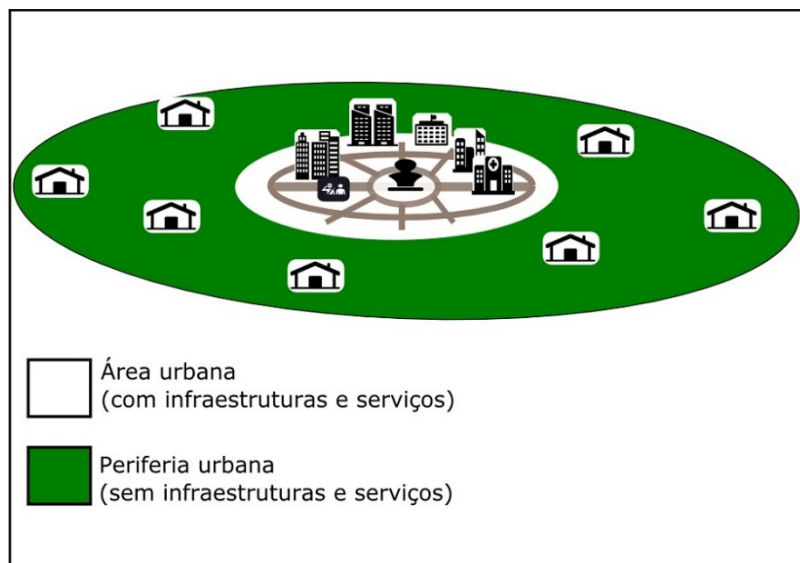 Área urbana
(com infraestruturas e serviços)
Periferia urbana
(sem infraestruturas e serviços)